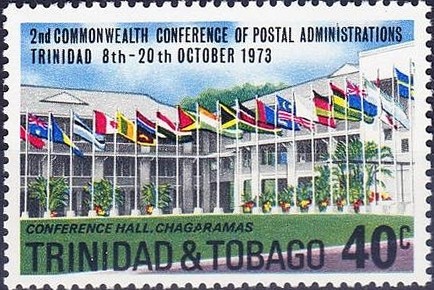 2nd COMMONWEALTH CONFERENCE OF POSTAL ADMINISTRATIONS
TRINIDAD 8th-20th OCTOBER 1973
CONFERENCE HALL, CHAGARAMAS
TRINIDAD & TOBAGO 40c